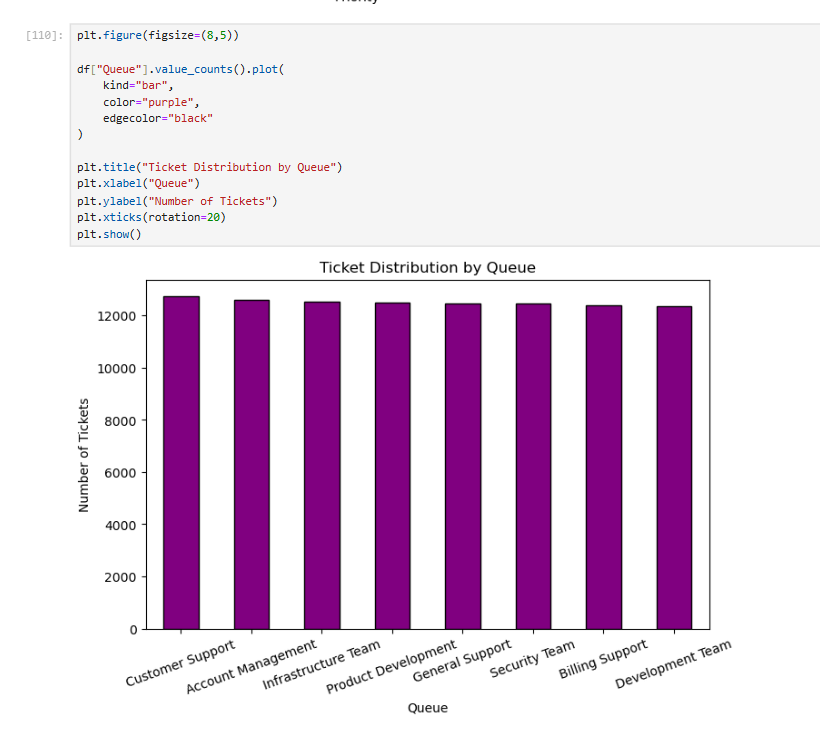 [110]:
plt.figure(figsize=(8,5))
df["Queue"].value_counts().plot(
    kind="bar",
    color="purple",
    edgecolor="black"
)
plt.title("Ticket Distribution by Queue")
plt.xlabel("Queue")
plt.ylabel("Number of Tickets")
plt.xticks(rotation=20)
plt.show()
Ticket Distribution by Queue
Number of Tickets
12000
10000
8000
6000
4000
2000
0
Customer Support
Account Management
Infrastructure Team
Product Development
General Support
Security Team
Billing Support
Development Team
Queue